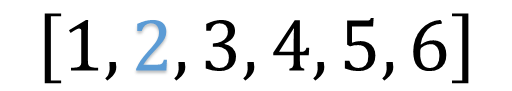 [1, 2, 3, 4, 5, 6]